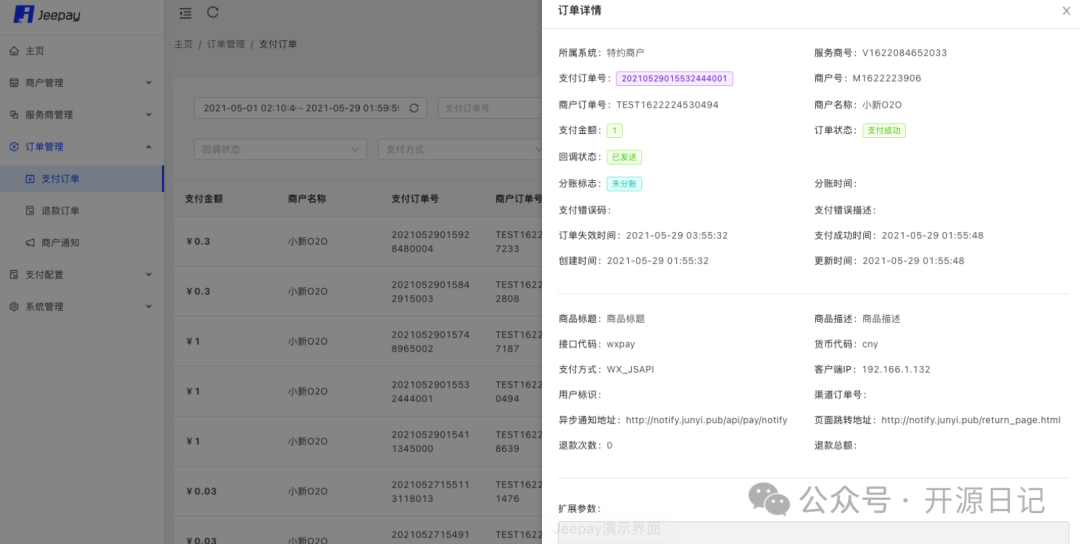 Jeepay
主页
商户管理
服务商管理
订单管理
支付订单
退款订单
商户通知
支付配置
系统管理
主页 / 订单管理 / 支付订单
2021-05-01 02:10:4 ~ 2021-05-29 01:59:5
支付订单号
回调状态
支付方式
支付金额 商户名称 支付订单号 商户订单号
¥0.3 小新O2O 20210529015928480004 TEST16227233
¥0.3 小新O2O 20210529015842915003 TEST16222808
¥1 小新O2O 20210529015748965002 TEST16227187
¥1 小新O2O 20210529015532444001 TEST16220494
¥1 小新O2O 20210529015411345000 TEST16228639
¥0.03 小新O2O 20210527155113118013 TEST16221476
¥0.03 小新O2O 2021052715491 TEST1622
订单详情
所属系统：特约商户 服务商号：V1622084652033
支付订单号：20210529015532444001 商户号：M1622223906
商户订单号：TEST1622224530494 商户名称：小新O2O
支付金额：1 订单状态：支付成功
回调状态：已发送
分账标志：未分账 分账时间：
支付错误码： 支付错误描述：
订单失效时间：2021-05-29 03:55:32 支付成功时间：2021-05-29 01:55:48
创建时间：2021-05-29 01:55:32 更新时间：2021-05-29 01:55:48
商品标题：商品标题 商品描述：商品描述
接口代码：wxpay 货币代码：cny
支付方式：WX_JSAPI 客户端IP：192.166.1.132
用户标识： 渠道订单号：
异步通知地址：http://notify.junyi.pub/api/pay/notify 页面跳转地址：http://notify.junyi.pub/return_page.html
退款次数：0 退款总额：
扩展参数：
公众号 · 开源日记
Jeepay演示界面